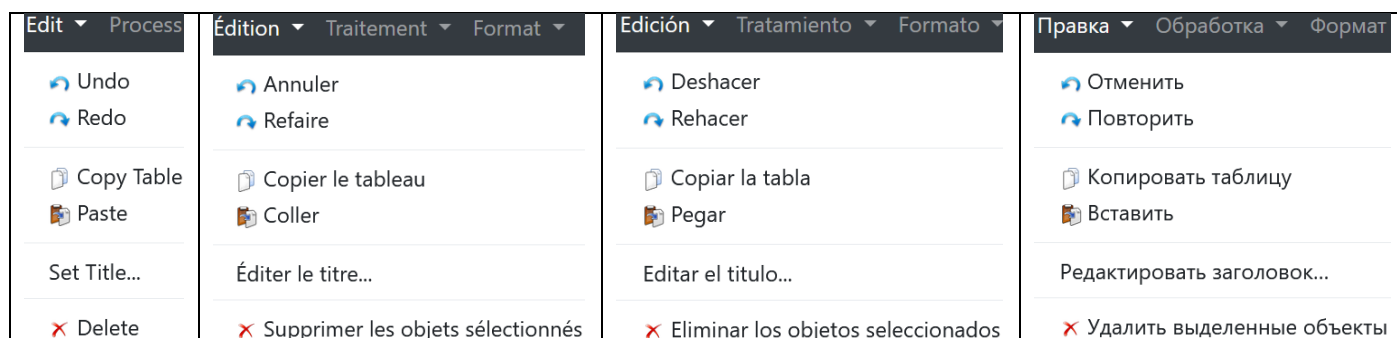 Edit Process
Undo
Redo
Copy Table
Paste
Set Title...
Delete
Édition Traitement Format
Annuler
Refaire
Copier le tableau
Coller
Éditer le titre...
Supprimer les objets sélectionnés
Edición Tratamiento Formato
Deshacer
Rehacer
Copiar la tabla
Pegar
Editar el titulo...
Eliminar los objetos seleccionados
Правка Обработка Формат
Отменить
Повторить
Копировать таблицу
Вставить
Редактировать заголовок...
Удалить выделенные объекты